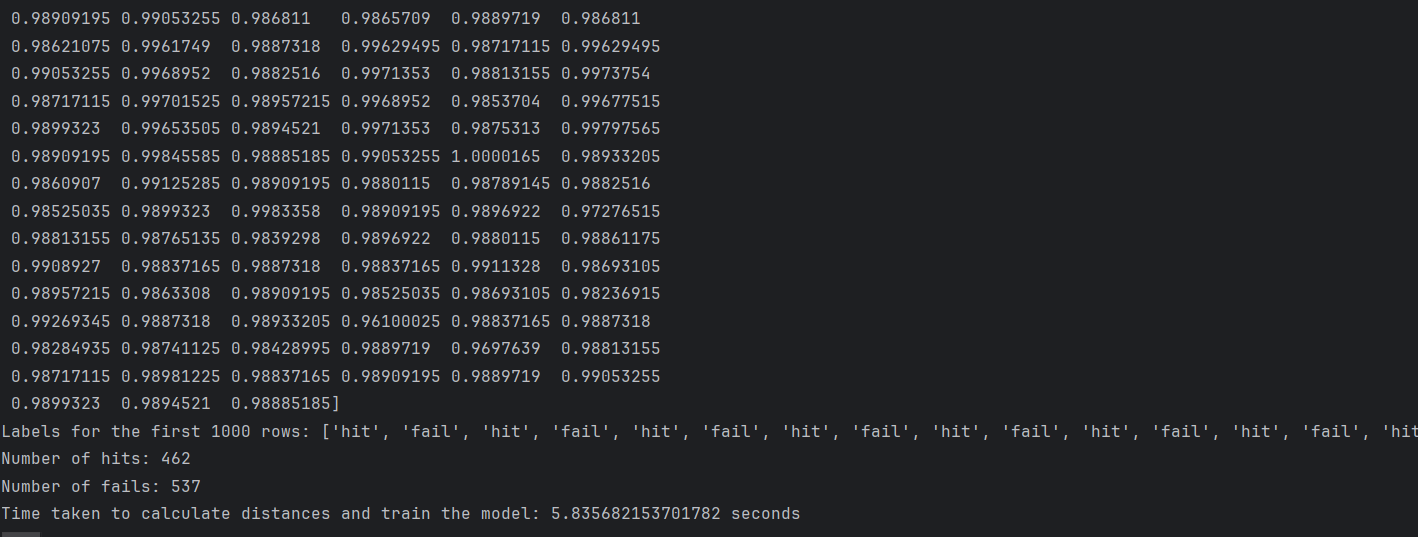 0.98909195 0.99053255 0.986811   0.9865709  0.9889719  0.986811
0.98621075 0.9961749  0.9887318  0.99629495 0.98717115 0.99629495
0.99053255 0.9968952  0.9882516  0.9971353  0.98813155 0.9973754
0.98717115 0.99701525 0.98957215 0.9968952  0.9853704  0.99677515
0.9899323  0.99653505 0.9894521  0.9971353  0.9875313  0.99797565
0.98909195 0.99845585 0.98885185 0.99053255 1.0000165  0.98933205
0.9860907  0.99125285 0.98909195 0.9880115  0.98789145 0.9882516
0.98525035 0.9899323  0.9983358  0.98909195 0.9896922  0.97276515
0.98813155 0.98765135 0.9839298  0.9896922  0.9880115  0.98861175
0.9908927  0.98837165 0.9887318  0.98837165 0.9911328  0.98693105
0.98957215 0.9863308  0.98909195 0.98525035 0.98693105 0.98236915
0.99269345 0.9887318  0.98933205 0.96100025 0.98837165 0.9887318
0.98284935 0.98741125 0.98428995 0.9889719  0.9697639  0.98813155
0.98717115 0.98981225 0.98837165 0.98909195 0.9889719  0.99053255
0.9899323  0.9894521  0.98885185]
Labels for the first 1000 rows: ['hit', 'fail', 'hit', 'fail', 'hit', 'fail', 'hit', 'fail', 'hit', 'fail', 'hit', 'fail', 'hit', 'fail', 'hit
Number of hits: 462
Number of fails: 537
Time taken to calculate distances and train the model: 5.835682153701782 seconds